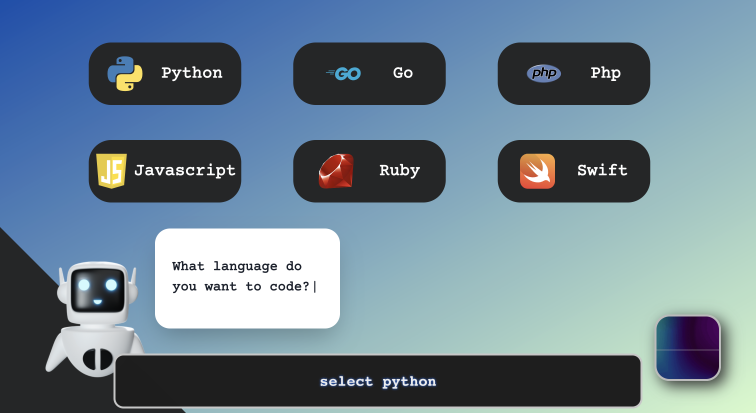 Python
GO Go
php Php
JS Javascript
Ruby
Swift
What language do
you want to code?|
select python